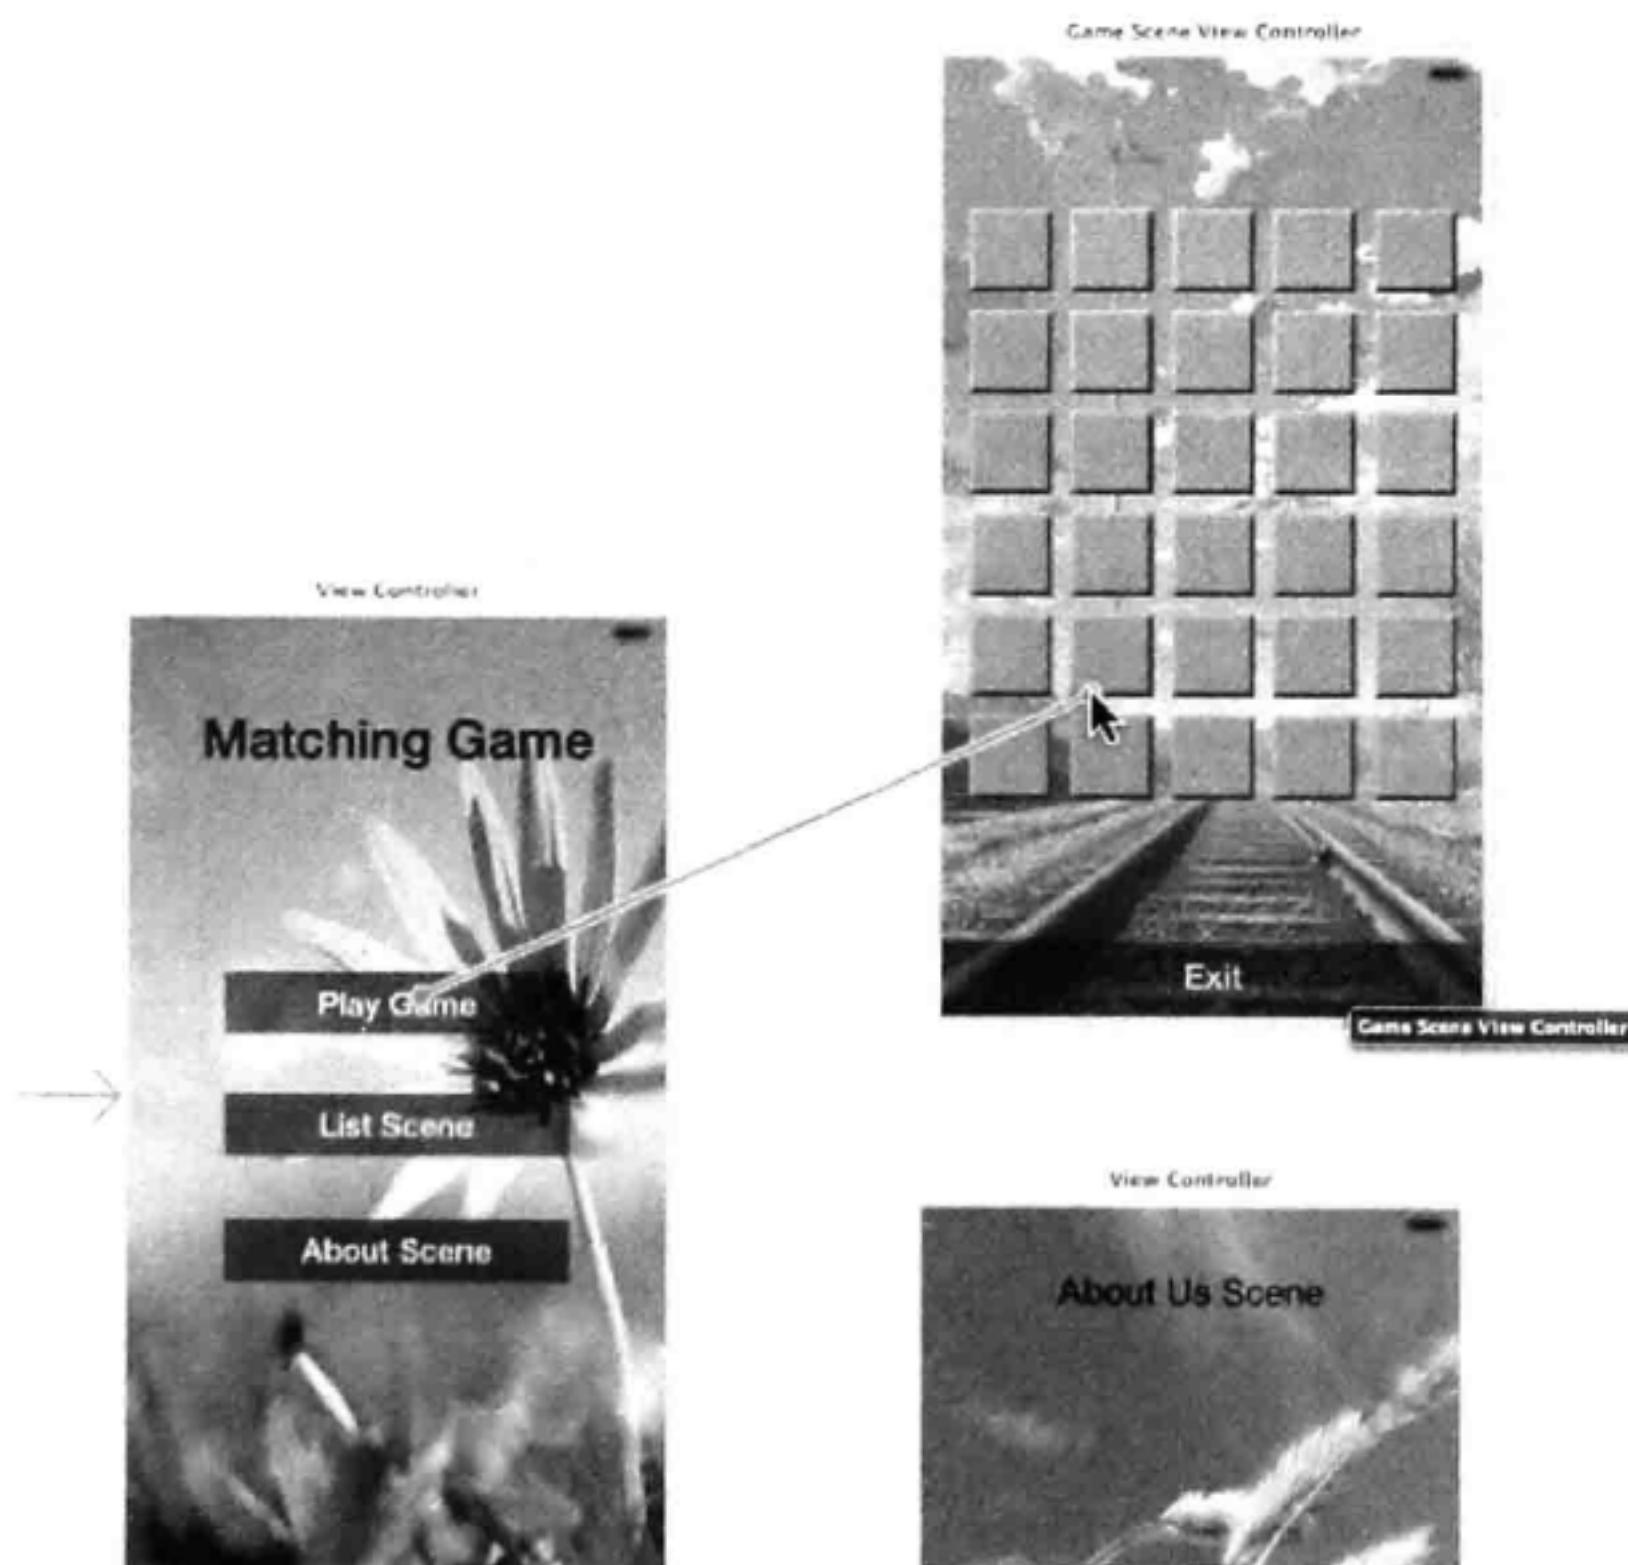 Game Scene View Controller
View Controller
Matching Game
Play Game
List Scene
About Scene
Exit
Game Scene View Controller
View Controller
About Us Scene